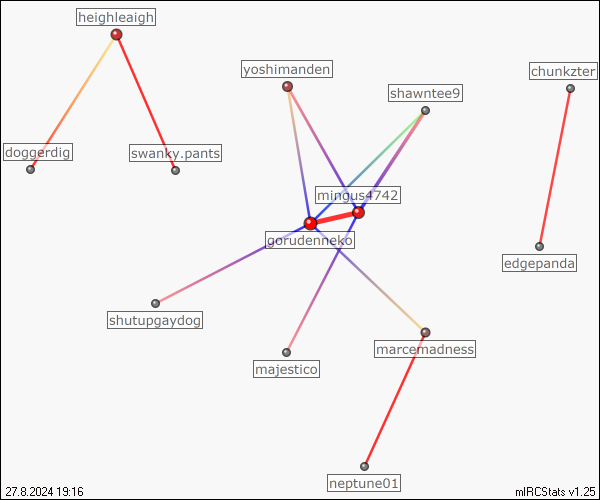 heighleaigh
yoshimanden
chunkzter
shawntee9
doggerdig
swanky.pants
mingus4742
gorudenneko
edgepanda
shutupgaydog
marcemadness
majestico
neptune01
27.8.2024 19:16
mIRCStats v1.25